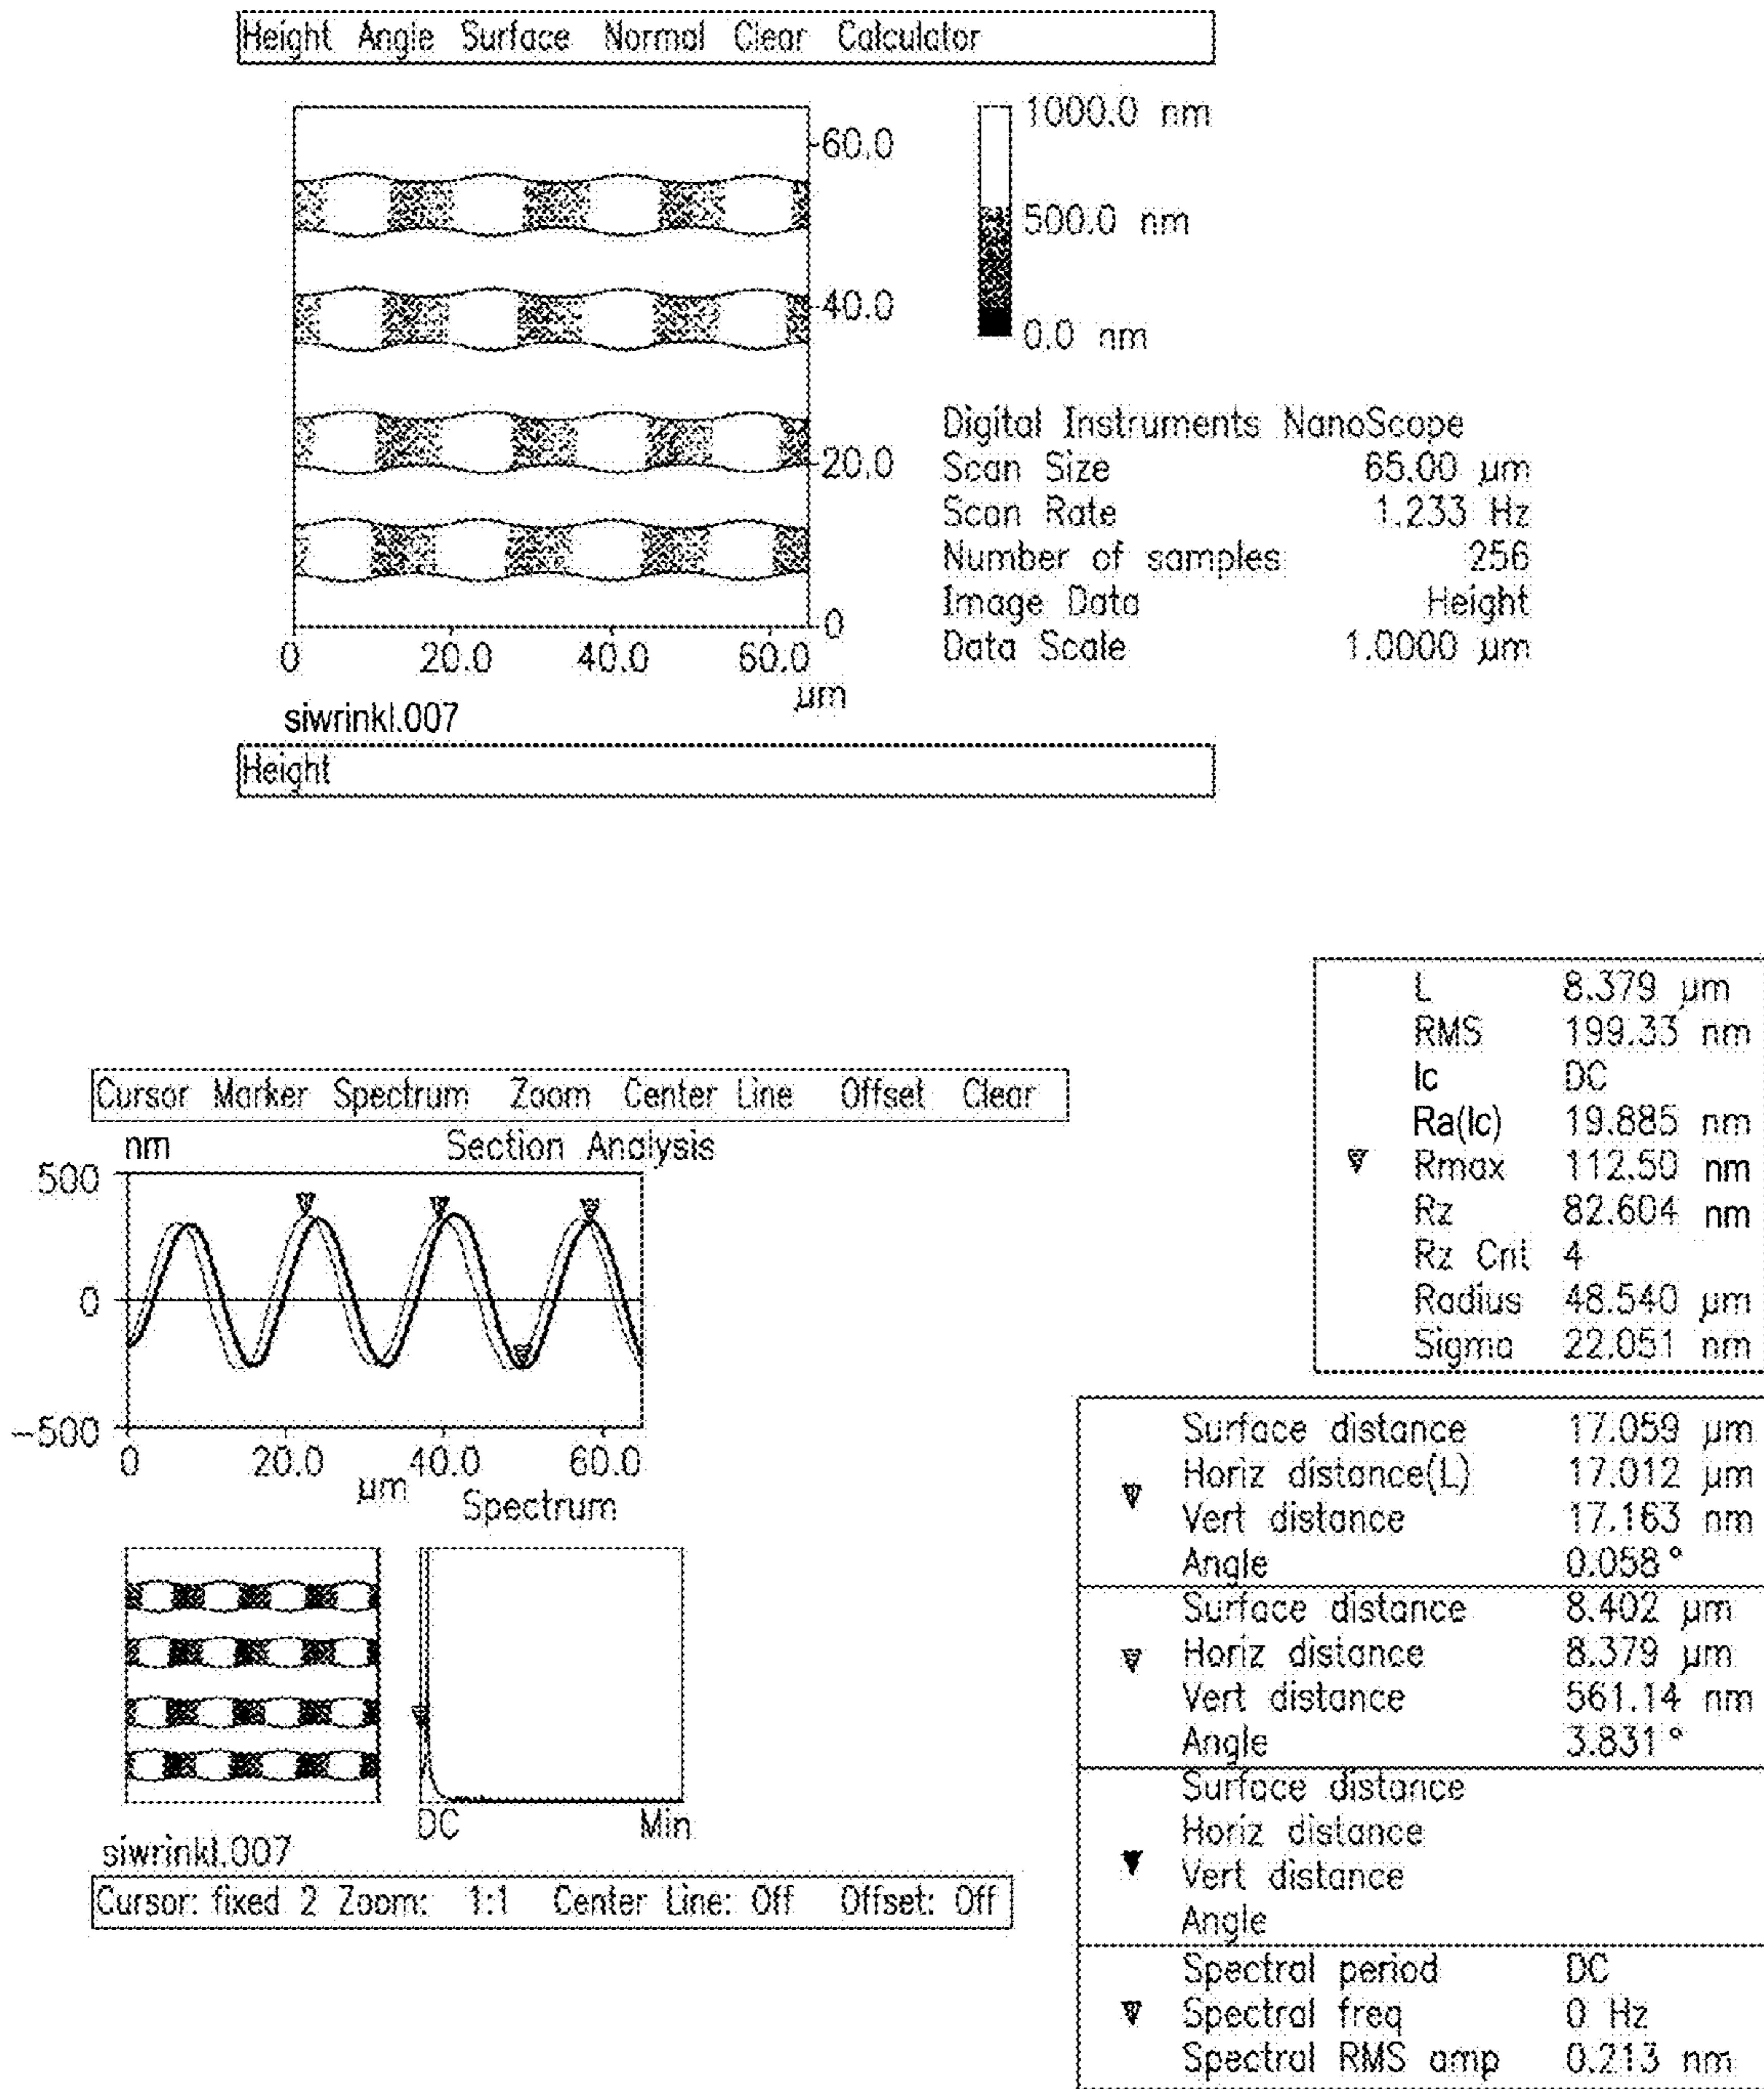 Height Angle Surface Normal Clear Calculator
1000.0 nm
60.0
500.0 nm
40.0
0.0 nm
Digital Instruments NanoScope
20.0
Scan Size 65.00 µm
Scan Rate 1.233 Hz
Number of samples 256
Image Data Height
0
Data Scale 1.0000 µm
0 20.0 40.0 60.0
µm
siwrinkl.007
Height
L 8.379 µm
RMS 199.33 nm
lc DC
Ra(lc) 19.885 nm
Rmax 112.50 nm
Rz 82.604 nm
Rz Cnt 4
Radius 48.540 µm
Sigma 22.051 nm
Cursor Marker Spectrum Zoom Center Line Offset Clear
nm Section Analysis
500
0
-500
0 20.0 40.0 60.0
µm
Spectrum
DC Min
siwrinkl.007
Cursor: fixed 2 Zoom: 1:1 Center Line: Off Offset: Off
Surface distance 17.059 µm
Horiz distance(L) 17.012 µm
Vert distance 17.163 nm
Angle 0.058°
Surface distance 8.402 µm
Horiz distance 8.379 µm
Vert distance 561.14 nm
Angle 3.831°
Surface distance
Horiz distance
Vert distance
Angle
Spectral period DC
Spectral freq 0 Hz
Spectral RMS amp 0.213 nm